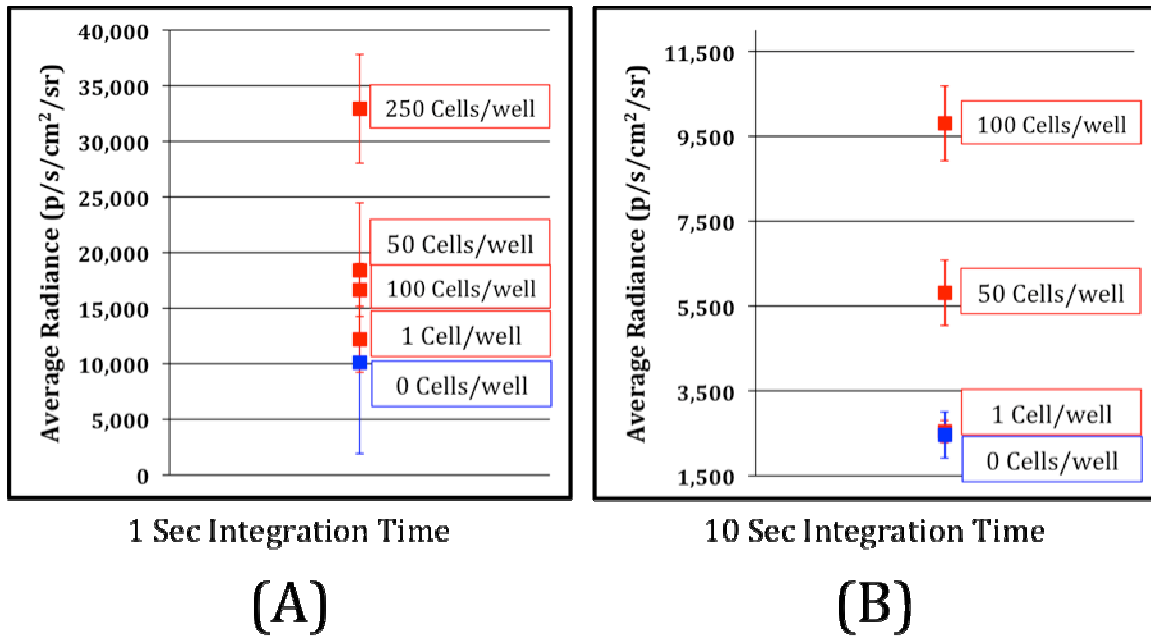 Average Radiance (p/s/cm²/sr)
40,000
35,000
30,000
25,000
20,000
15,000
10,000
5,000
0
250 Cells/well
50 Cells/well
100 Cells/well
1 Cell/well
0 Cells/well
1 Sec Integration Time
(A)
Average Radiance (p/s/cm²/sr)
11,500
9,500
7,500
5,500
3,500
1,500
100 Cells/well
50 Cells/well
1 Cell/well
0 Cells/well
10 Sec Integration Time
(B)